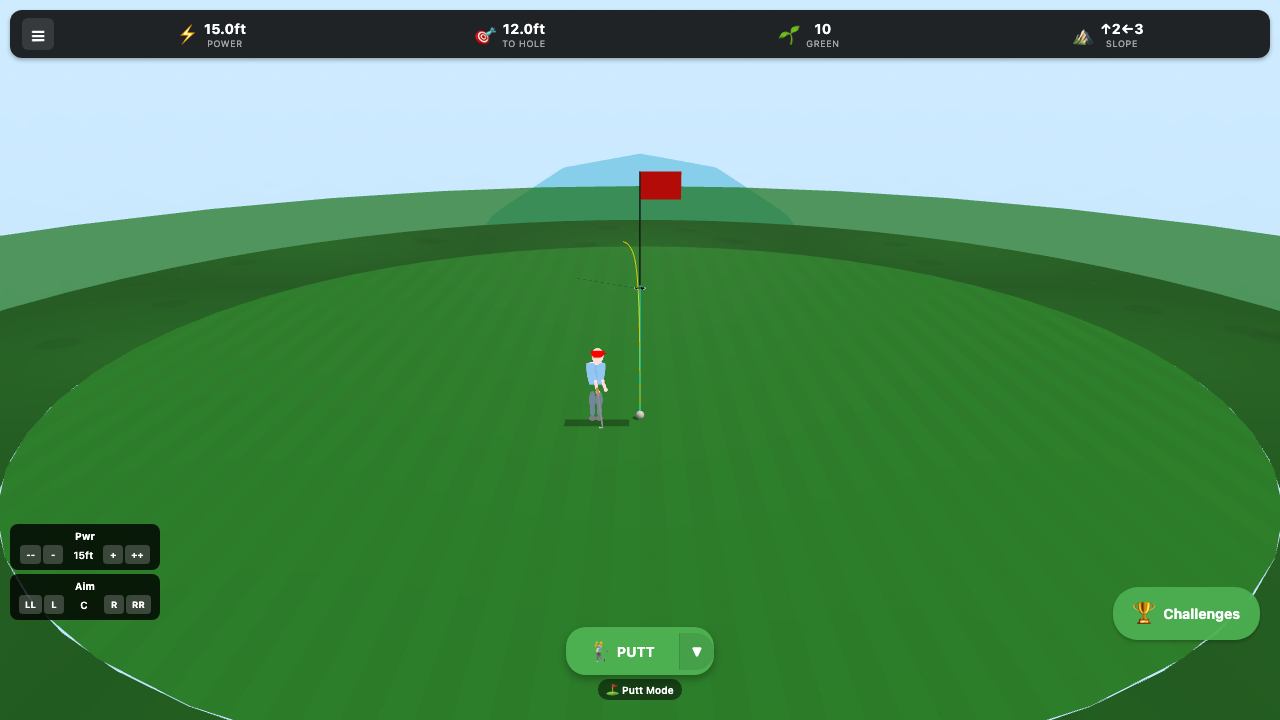 15.0ft
POWER
12.0ft
TO HOLE
10
GREEN
↑2←3
SLOPE
Pwr
-- - 15ft + ++
Aim
LL L C R RR
Challenges
PUTT ▼
Putt Mode